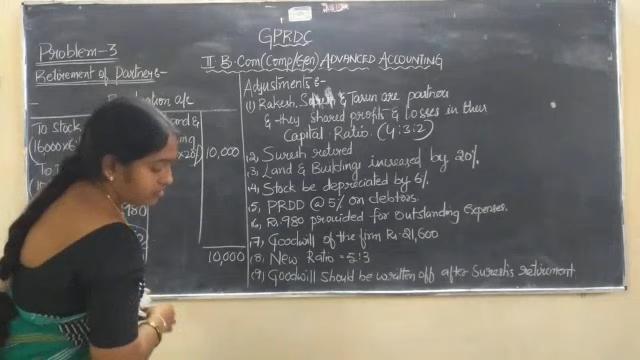 GPRDC
II B.Com (Comp/Gen) ADVANCED ACCOUNTING
Problem-3
Retirement of Partner:-
a/c
To Stock
(16000x6
10,000
980
10,000
Adjustments:-
(1) Rakesh, & Tarun are partners
& they shared profits & losses in their
Capital Ratio. (4:3:2)
(2) Suresh retired
(3) Land & Buildings increased by 20%.
(4) Stock be depreciated by 6%.
(5) PRDD @ 5% on debtors.
(6) Rs.980 provided for Outstanding Expenses.
(7) Goodwill of the firm Rs.21,600
(8) New Ratio = 5:3
(9) Goodwill should be written off after Suresh's retirement